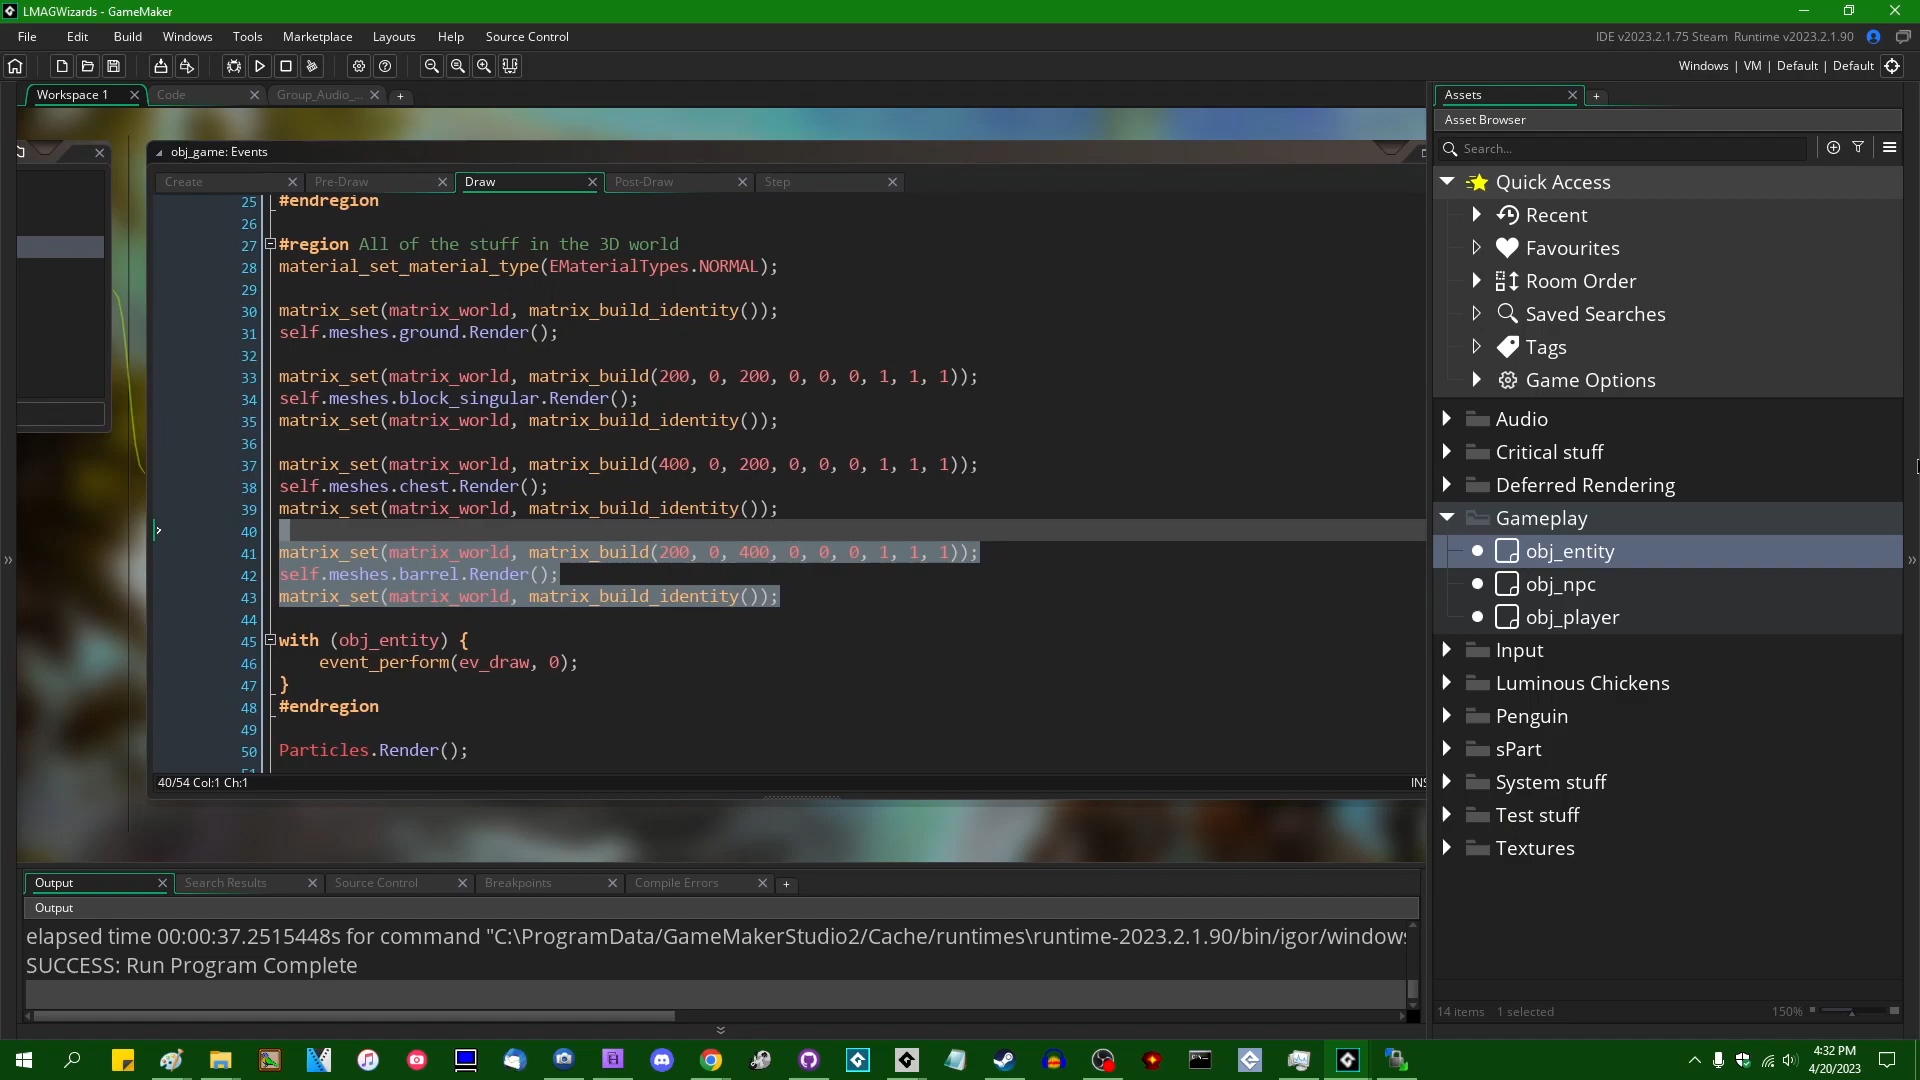 LMAGWizards - GameMaker
File Edit Build Windows Tools Marketplace Layouts Help Source Control
IDE v2023.2.1.75 Steam Runtime v2023.2.1.90
Windows | VM | Default | Default
Workspace 1 Code Group_Audio_...
obj_game: Events
Create Pre-Draw Draw Post-Draw Step
25 #endregion
26
27 #region All of the stuff in the 3D world
28 material_set_material_type(EMaterialTypes.NORMAL);
29
30 matrix_set(matrix_world, matrix_build_identity());
31 self.meshes.ground.Render();
32
33 matrix_set(matrix_world, matrix_build(200, 0, 200, 0, 0, 0, 1, 1, 1));
34 self.meshes.block_singular.Render();
35 matrix_set(matrix_world, matrix_build_identity());
36
37 matrix_set(matrix_world, matrix_build(400, 0, 200, 0, 0, 0, 1, 1, 1));
38 self.meshes.chest.Render();
39 matrix_set(matrix_world, matrix_build_identity());
40
41 matrix_set(matrix_world, matrix_build(200, 0, 400, 0, 0, 0, 1, 1, 1));
42 self.meshes.barrel.Render();
43 matrix_set(matrix_world, matrix_build_identity());
44
45 with (obj_entity) {
46 event_perform(ev_draw, 0);
47 }
48 #endregion
49
50 Particles.Render();
40/54 Col:1 Ch:1
INS
Output Search Results Source Control Breakpoints Compile Errors
Output
elapsed time 00:00:37.2515448s for command "C:\ProgramData/GameMakerStudio2/Cache/runtimes\runtime-2023.2.1.90/bin/igor/windows
SUCCESS: Run Program Complete
Assets
Asset Browser
Search...
Quick Access
Recent
Favourites
Room Order
Saved Searches
Tags
Game Options
Audio
Critical stuff
Deferred Rendering
Gameplay
obj_entity
obj_npc
obj_player
Input
Luminous Chickens
Penguin
sPart
System stuff
Test stuff
Textures
14 items 1 selected
150%
4:32 PM
4/20/2023